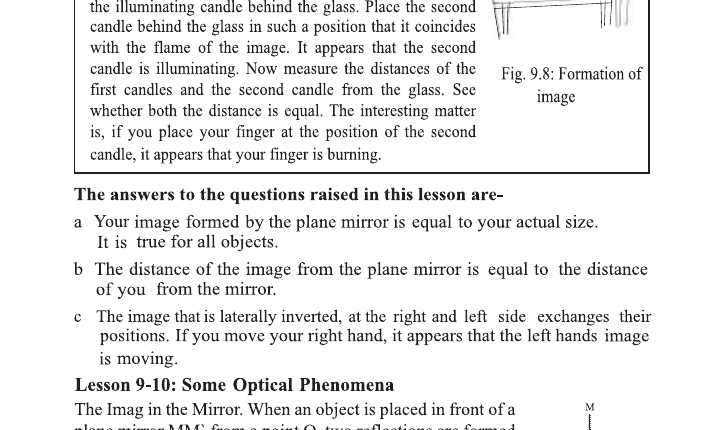 the illuminating candle behind the glass. Place the second
candle behind the glass in such a position that it coincides
with the flame of the image. It appears that the second
candle is illuminating. Now measure the distances of the
first candles and the second candle from the glass. See
whether both the distance is equal. The interesting matter
is, if you place your finger at the position of the second
candle, it appears that your finger is burning.
Fig. 9.8: Formation of
image
The answers to the questions raised in this lesson are-
a Your image formed by the plane mirror is equal to your actual size.
It is true for all objects.
b The distance of the image from the plane mirror is equal to the distance
of you from the mirror.
c The image that is laterally inverted, at the right and left side exchanges their
positions. If you move your right hand, it appears that the left hands image
is moving.
Lesson 9-10: Some Optical Phenomena
The Imag in the Mirror. When an object is placed in front of a
M
plane mirror MM' from a point O, two reflections are formed